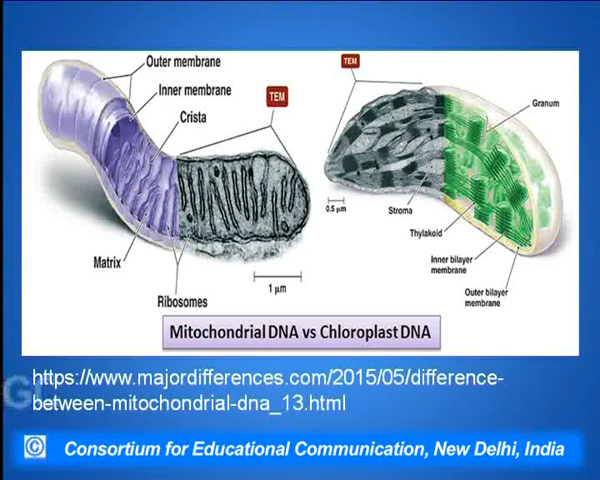 Outer membrane
Inner membrane
Crista
TEM
Matrix
Ribosomes
1 µm
TEM
Granum
0.5 µm
Stroma
Thylakoid
Inner bilayer
membrane
Outer bilayer
membrane
Mitochondrial DNA vs Chloroplast DNA
https://www.majordifferences.com/2015/05/difference-
between-mitochondrial-dna_13.html
© Consortium for Educational Communication, New Delhi, India